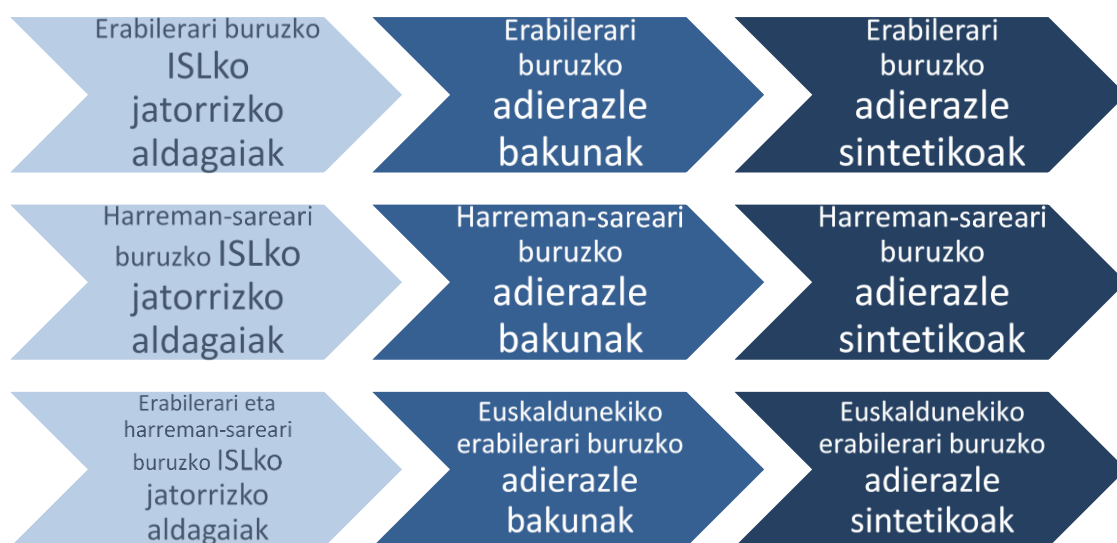 Erabilerari buruzko
ISLko
jatorrizko
aldagaiak
Erabilerari
buruzko
adierazle
bakunak
Erabilerari
buruzko
adierazle
sintetikoak
Harreman-sareari
buruzko ISLko
jatorrizko
aldagaiak
Harreman-sareari
buruzko
adierazle
bakunak
Harreman-sareari
buruzko
adierazle
sintetikoak
Erabilerari eta
harreman-sareari
buruzko ISLko
jatorrizko
aldagaiak
Euskaldunekiko
erabilerari buruzko
adierazle
bakunak
Euskaldunekiko
erabilerari buruzko
adierazle
sintetikoak